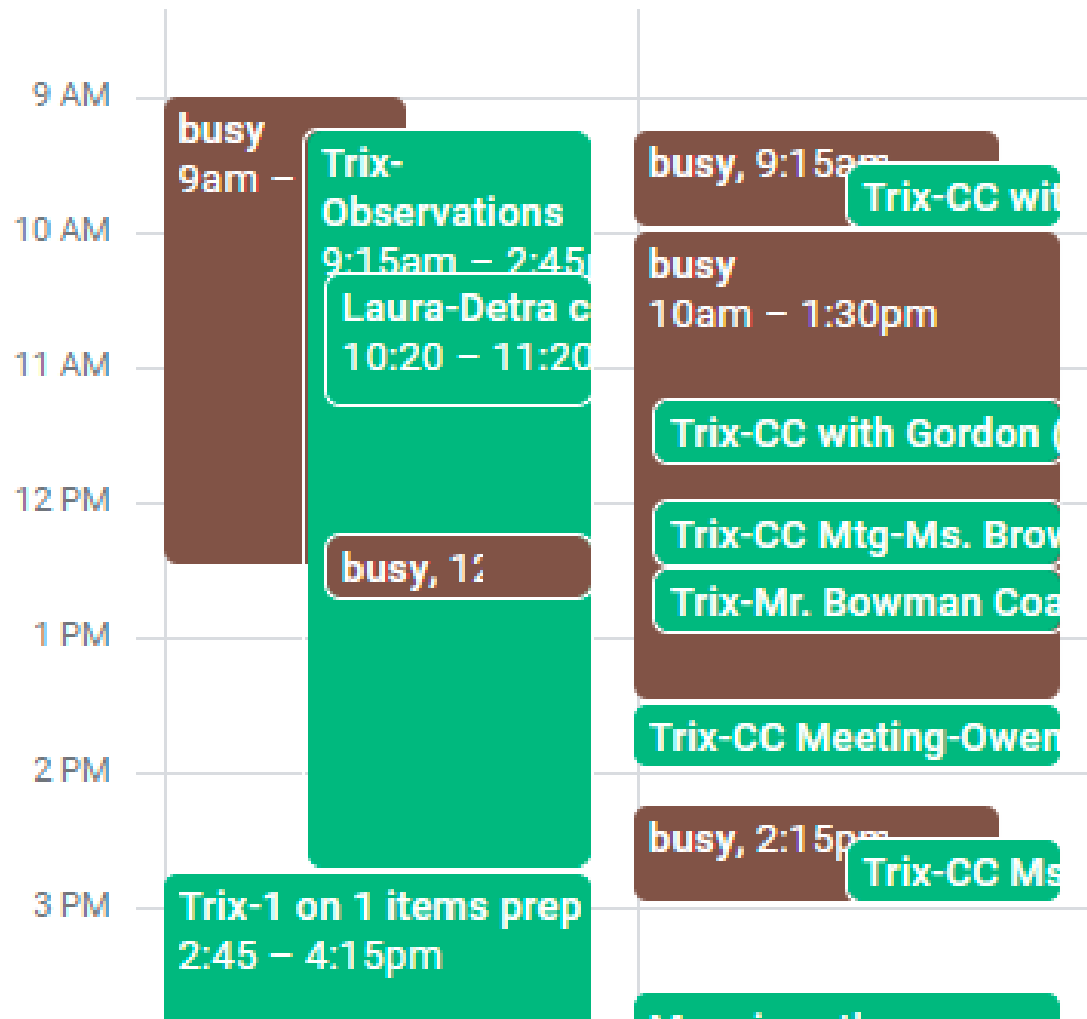 9 AM
10 AM
11 AM
12 PM
1 PM
2 PM
3 PM
busy
9am –
Trix-
Observations
9:15am – 2:45
Laura-Detra
10:20 – 11:20
busy, 12
Trix-1 on 1 items prep
2:45 – 4:15pm
busy, 9:15am
Trix-CC
busy
10am – 1:30pm
Trix-CC with Gordon (
Trix-CC Mtg-Ms.
Trix-Mr. Bowman
Trix-CC Meeting-Owen
busy, 2:15pm
Trix-CC Ms